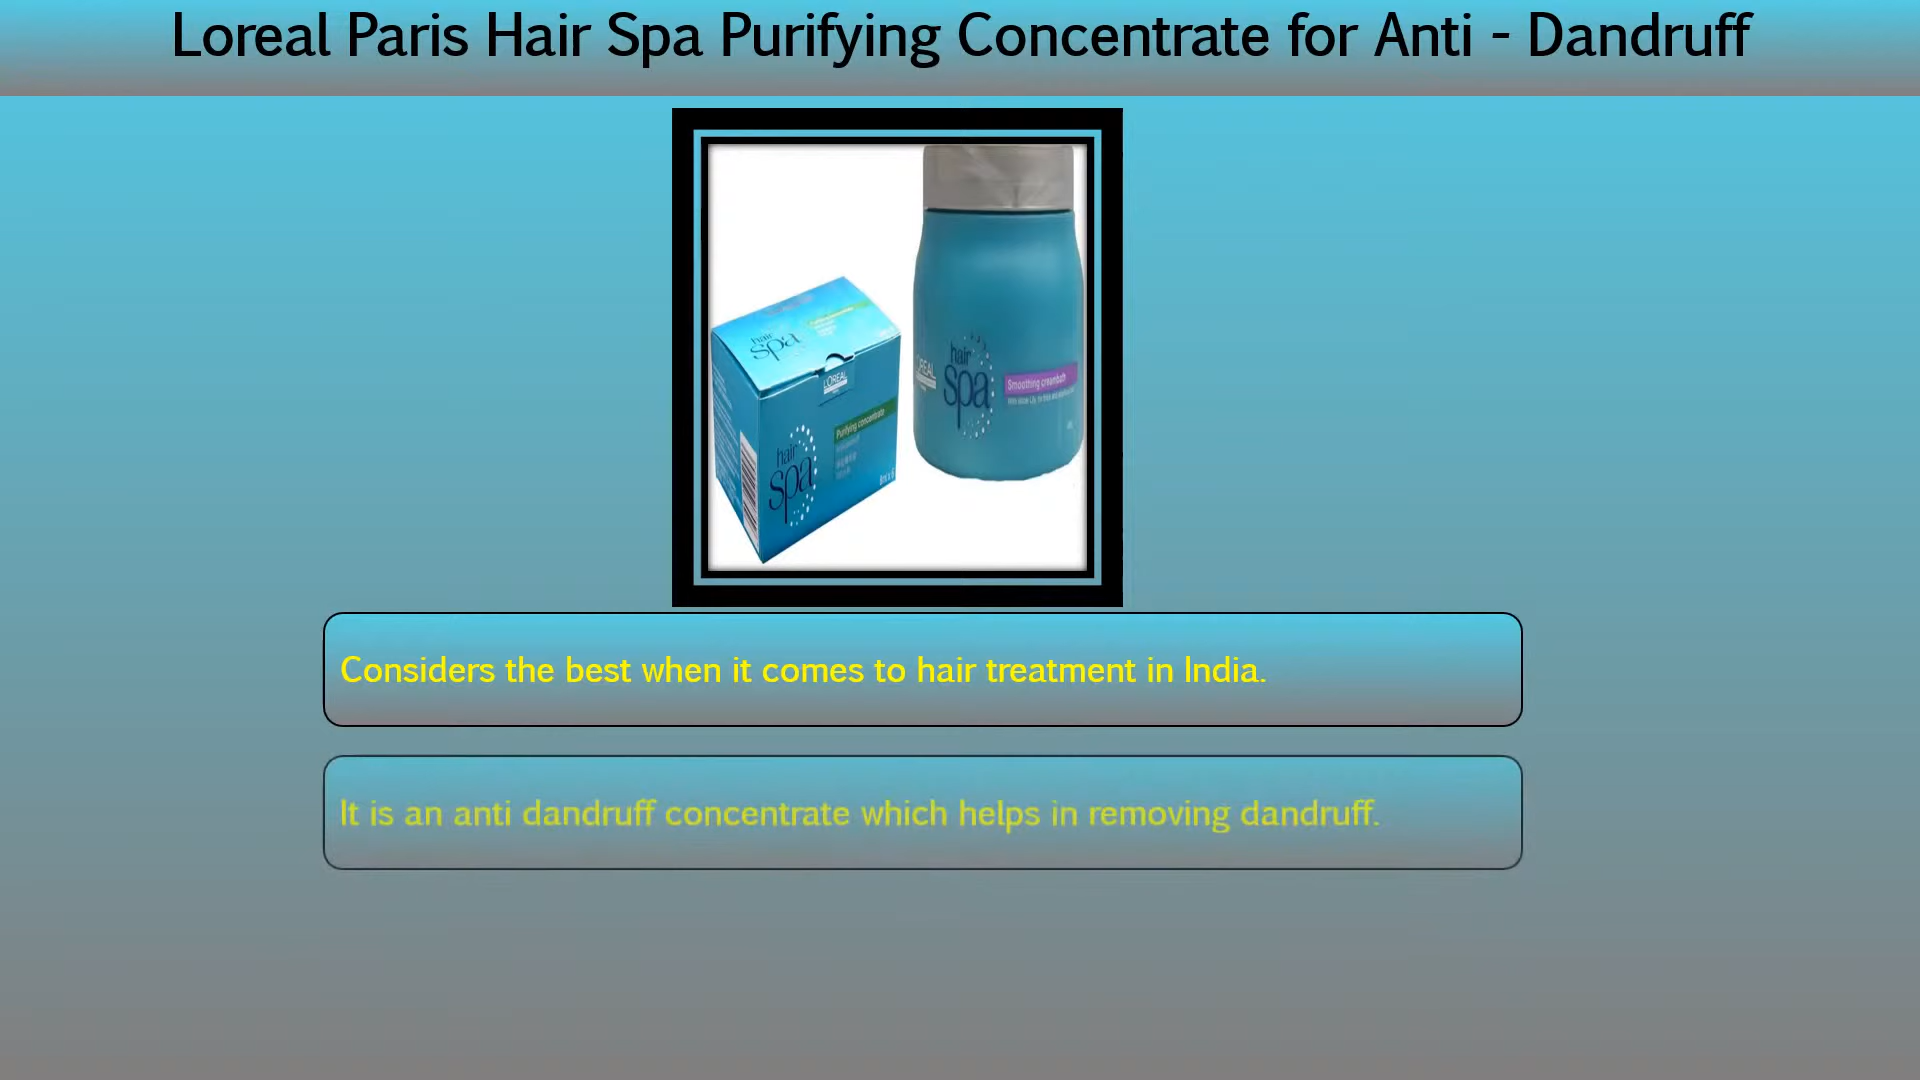 Loreal Paris Hair Spa Purifying Concentrate for Anti - Dandruff
hair
spa
hair
spa
L'ORÉAL
Purifying concentrate
hair
spa
Smoothing creambath
Considers the best when it comes to hair treatment in India.
It is an anti dandruff concentrate which helps in removing dandruff.